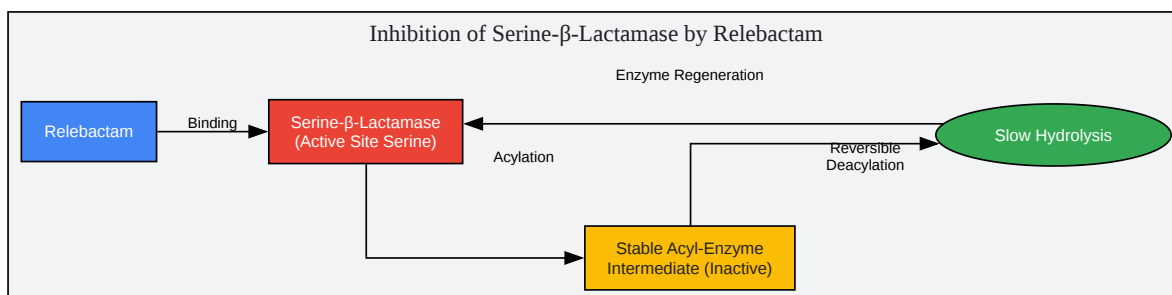 Inhibition of Serine-β-Lactamase by Relebactam
Enzyme Regeneration
Relebactam
Binding
Serine-β-Lactamase
(Active Site Serine)
Slow Hydrolysis
Acylation
Reversible
Deacylation
Stable Acyl-Enzyme
Intermediate (Inactive)